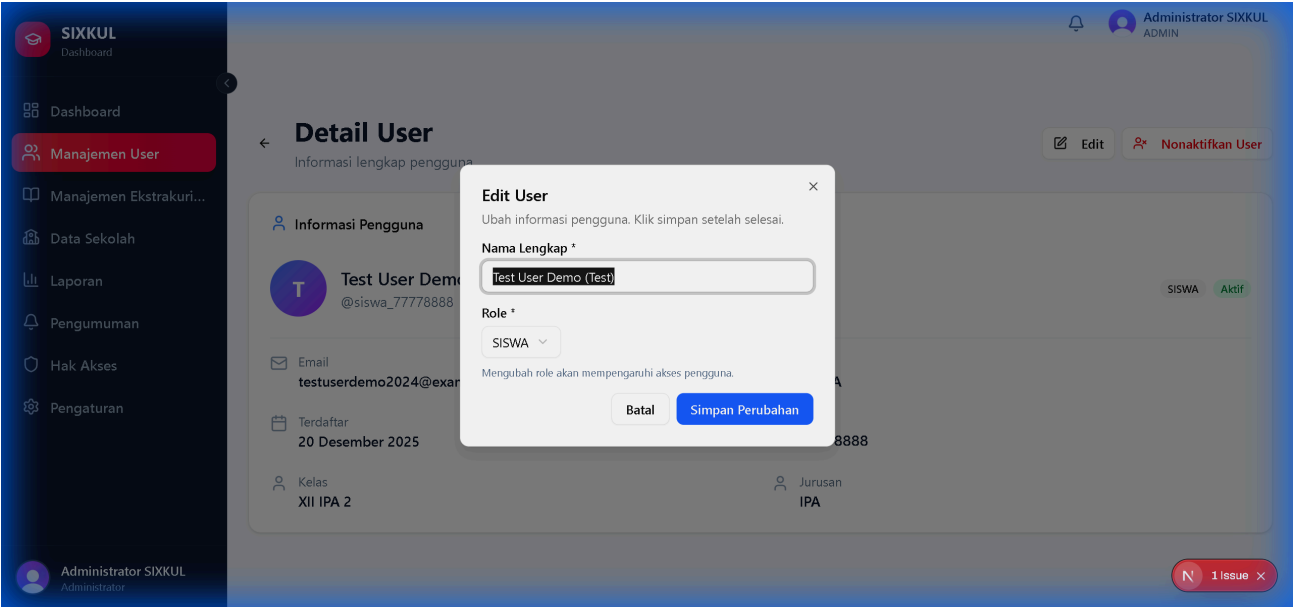 SIXKUL
Dashboard
Administrator SIXKUL
ADMIN
Dashboard
Manajemen User
Manajemen Ekstrakuri...
Data Sekolah
Laporan
Pengumuman
Hak Akses
Pengaturan
Administrator SIXKUL
Administrator
Detail User
Informasi lengkap pengguna
Edit
Nonaktifkan User
Informasi Pengguna
T
Test User Demo
@siswa_77778888
SISWA
Aktif
Email
testuserdemo2024@exam
Terdaftar
20 Desember 2025
8888
Kelas
XII IPA 2
Jurusan
IPA
Edit User
Ubah informasi pengguna. Klik simpan setelah selesai.
Nama Lengkap *
Test User Demo (Test)
Role *
SISWA
Mengubah role akan mempengaruhi akses pengguna.
Batal
Simpan Perubahan
N
1 Issue